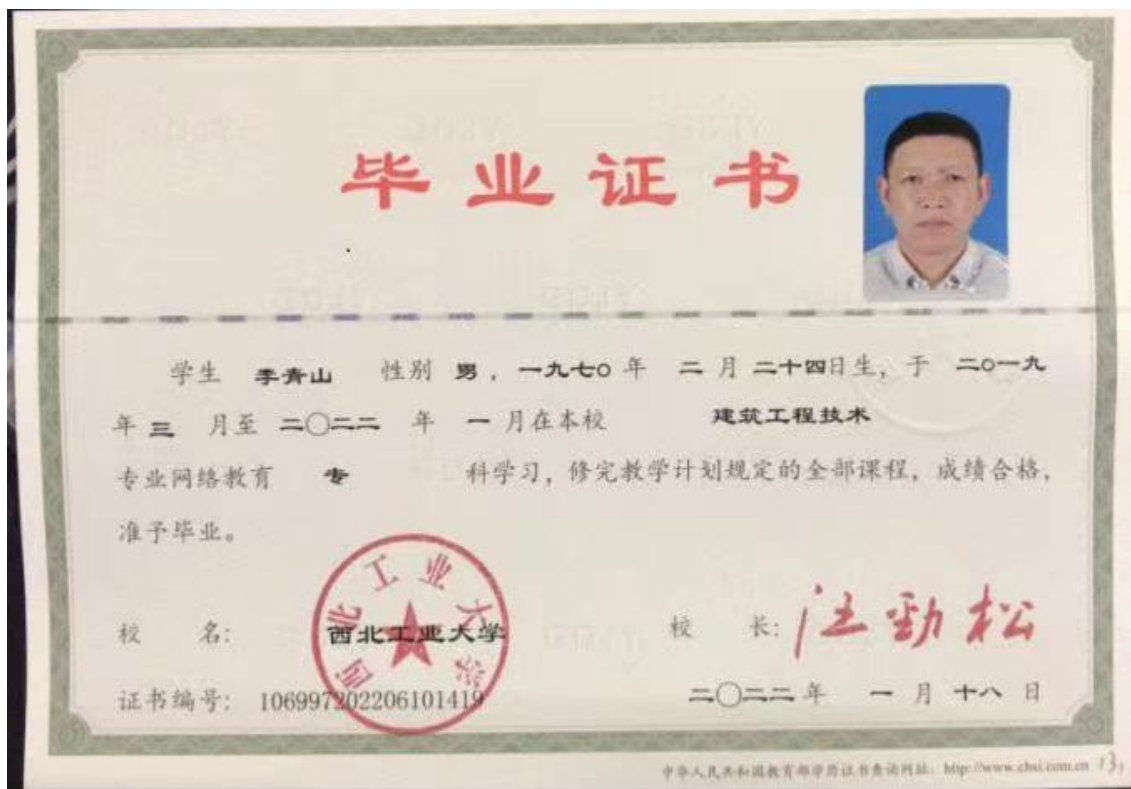 毕业证书
学生 李青山 性别 男，一九七〇年 二月二十四日生，于 二〇一九
年三 月至 二〇二二 年 一月在本校 建筑工程技术
专业网络教育 专 科学习，修完教学计划规定的全部课程，成绩合格，
准予毕业。
西北工业大学
校 名： 西北工业大学 校 长：汪劲松
证书编号：106997202206101419 二〇二二年 一月十八日
中华人民共和国教育部学历证书查询网址：http://www.chsi.com.cn